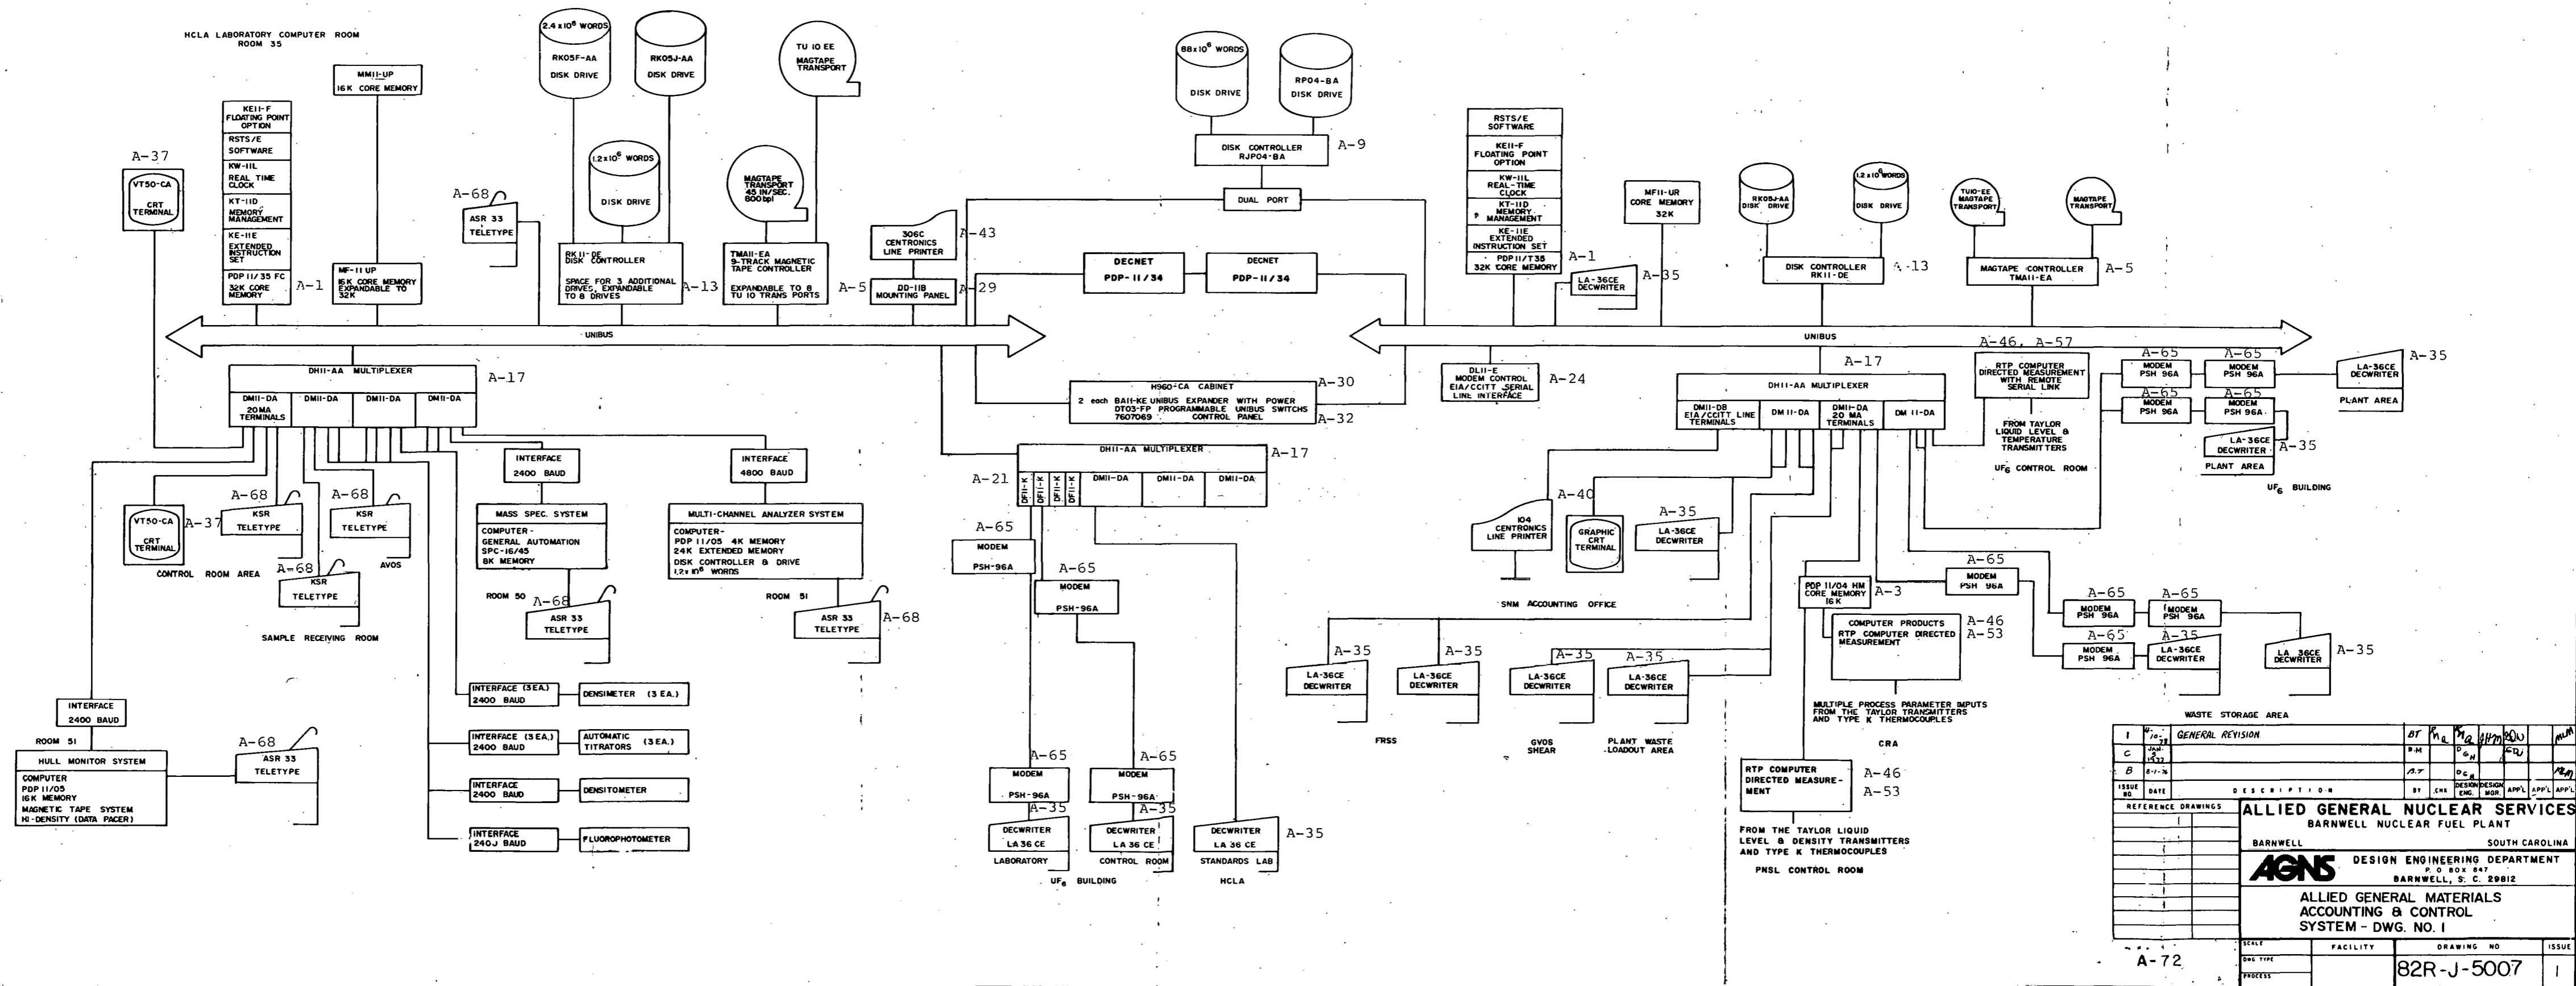 HCLA LABORATORY COMPUTER ROOM
ROOM 35
A-37
VT50-CA
CRT
TERMINAL
KE11-F
FLOATING POINT
OPTION
RSTS/E
SOFTWARE
KW-11L
REAL TIME
CLOCK
KT-11D
MEMORY
MANAGEMENT
KE-11E
EXTENDED
INSTRUCTION
SET
PDP 11/35 FC
32K CORE
MEMORY
A-1
MM11-UP
16K CORE MEMORY
MF-11 UP
16K CORE MEMORY
EXPANDABLE TO
32K
A-68
ASR 33
TELETYPE
2.4x10⁶ WORDS
RK05F-AA
DISK DRIVE
RK05J-AA
DISK DRIVE
1.2x10⁶ WORDS
DISK DRIVE
RK11-DE
DISK CONTROLLER
SPACE FOR 3 ADDITIONAL
DRIVES, EXPANDABLE
TO 8 DRIVES
A-13
TU 10 EE
MAGTAPE
TRANSPORT
MAGTAPE
TRANSPORT
45 IN/SEC.
800 bpi
TMA11-EA
9-TRACK MAGNETIC
TAPE CONTROLLER
EXPANDABLE TO 8
TU 10 TRANS PORTS
A-5
306C
CENTRONICS
LINE PRINTER
A-43
DD-11B
MOUNTING PANEL
A-29
UNIBUS
88x10⁶ WORDS
DISK DRIVE
RP04-BA
DISK DRIVE
DISK CONTROLLER
RJP04-BA
A-9
DUAL PORT
DECNET
PDP-11/34
DECNET
PDP-11/34
H960-CA CABINET
2 each BA11-KE UNIBUS EXPANDER WITH POWER
DT03-FP PROGRAMMABLE UNIBUS SWITCHS
7607069 CONTROL PANEL
A-30
A-32
RSTS/E
SOFTWARE
KE11-F
FLOATING POINT
OPTION
KW-11L
REAL-TIME
CLOCK
KT-11D
MEMORY
MANAGEMENT
KE-11E
EXTENDED
INSTRUCTION SET
PDP11/T35
32K CORE MEMORY
A-1
LA-36CE
DECWRITER
A-35
MF11-UR
CORE MEMORY
32K
RK05J-AA
DISK DRIVE
1.2x10⁶ WORDS
DISK DRIVE
DISK CONTROLLER
RK11-DE
A-13
TU10-EE
MAGTAPE
TRANSPORT
MAGTAPE
TRANSPORT
MAGTAPE CONTROLLER
TMA11-EA
A-5
UNIBUS
DH11-AA MULTIPLEXER
A-17
DM11-DA
20 MA
TERMINALS
DM11-DA
DM11-DA
DM11-DA
VT50-CA
CRT
TERMINAL
A-37
CONTROL ROOM AREA
A-68
KSR
TELETYPE
A-68
KSR
TELETYPE
SAMPLE RECEIVING ROOM
A-68
KSR
TELETYPE
AVOS
INTERFACE
2400 BAUD
MASS SPEC. SYSTEM
COMPUTER-
GENERAL AUTOMATION
SPC-16/45
8K MEMORY
ROOM 50
A-68
ASR 33
TELETYPE
INTERFACE
4800 BAUD
MULTI-CHANNEL ANALYZER SYSTEM
COMPUTER-
PDP 11/05 4K MEMORY
24K EXTENDED MEMORY
DISK CONTROLLER & DRIVE
1.2x10⁶ WORDS
ROOM 51
ASR 33
TELETYPE
A-68
INTERFACE
2400 BAUD
ROOM 51
HULL MONITOR SYSTEM
COMPUTER
PDP 11/05
16K MEMORY
MAGNETIC TAPE SYSTEM
HI-DENSITY (DATA PACER)
A-68
ASR 33
TELETYPE
INTERFACE (3 EA.)
2400 BAUD
DENSIMETER (3 EA.)
INTERFACE (3 EA.)
2400 BAUD
AUTOMATIC
TITRATORS (3 EA.)
INTERFACE
2400 BAUD
DENSITOMETER
INTERFACE
240J BAUD
FLUOROPHOTOMETER
DH11-AA MULTIPLEXER
A-17
A-21
DF11-K
DF11-K
DF11-K
DF11-K
DM11-DA
DM11-DA
DM11-DA
A-65
MODEM
PSH-96A
A-65
MODEM
PSH-96A
A-65
MODEM
PSH-96A
A-35
DECWRITER
LA36 CE
LABORATORY
A-65
MODEM
PSH-96A
A-35
DECWRITER
LA 36 CE
CONTROL ROOM
UF₆ BUILDING
DECWRITER
LA 36 CE
A-35
STANDARDS LAB
HCLA
DL11-E
MODEM CONTROL
EIA/CCITT SERIAL
LINE INTERFACE
A-24
A-17
DH11-AA MULTIPLEXER
DM11-DB
EIA/CCITT LINE
TERMINALS
DM11-DA
DM11-DA
20 MA
TERMINALS
DM 11-DA
A-46, A-57
RTP COMPUTER
DIRECTED MEASUREMENT
WITH REMOTE
SERIAL LINK
FROM TAYLOR
LIQUID LEVEL &
TEMPERATURE
TRANSMITTERS
UF₆ CONTROL ROOM
A-65
MODEM
PSH 96A
A-65
MODEM
PSH 96A
LA-36CE
DECWRITER
A-35
PLANT AREA
A-65
MODEM
PSH 96A
A-65
MODEM
PSH 96A
LA-36CE
DECWRITER
A-35
PLANT AREA
UF₆ BUILDING
A-40
104
CENTRONICS
LINE PRINTER
GRAPHIC
CRT
TERMINAL
A-35
LA-36CE
DECWRITER
SNM ACCOUNTING OFFICE
A-35
LA-36CE
DECWRITER
A-35
LA-36CE
DECWRITER
FRSS
A-35
LA-36CE
DECWRITER
GVOS
SHEAR
A-35
LA-36CE
DECWRITER
PLANT WASTE
LOADOUT AREA
PDP 11/04 HM
CORE MEMORY
16K
A-3
COMPUTER PRODUCTS
RTP COMPUTER DIRECTED
MEASUREMENT
A-46
A-53
MULTIPLE PROCESS PARAMETER INPUTS
FROM THE TAYLOR TRANSMITTERS
AND TYPE K THERMOCOUPLES
CRA
RTP COMPUTER
DIRECTED MEASURE-
MENT
A-46
A-53
FROM THE TAYLOR LIQUID
LEVEL & DENSITY TRANSMITTERS
AND TYPE K THERMOCOUPLES
PNSL CONTROL ROOM
A-65
MODEM
PSH 96A
A-65
MODEM
PSH 96A
A-65
MODEM
PSH 96A
LA 36CE
DECWRITER
A-35
A-65
MODEM
PSH 96A
A-35
LA-36CE
DECWRITER
WASTE STORAGE AREA
1 GENERAL REVISION BT
C JAN. 1977 B.M
B 8-1-76 B.T
ISSUE NO. DATE DESCRIPTION BY CHK DESIGN ENG. DESIGN MGR. APP'L APP'L APP'L
REFERENCE DRAWINGS
ALLIED GENERAL NUCLEAR SERVICES
BARNWELL NUCLEAR FUEL PLANT
BARNWELL SOUTH CAROLINA
AGNS
DESIGN ENGINEERING DEPARTMENT
P. O BOX 847
BARNWELL, S. C. 29812
ALLIED GENERAL MATERIALS
ACCOUNTING & CONTROL
SYSTEM - DWG. NO. 1
SCALE FACILITY DRAWING NO ISSUE
DWG TYPE
PROCESS
82R-J-5007 1
A-72